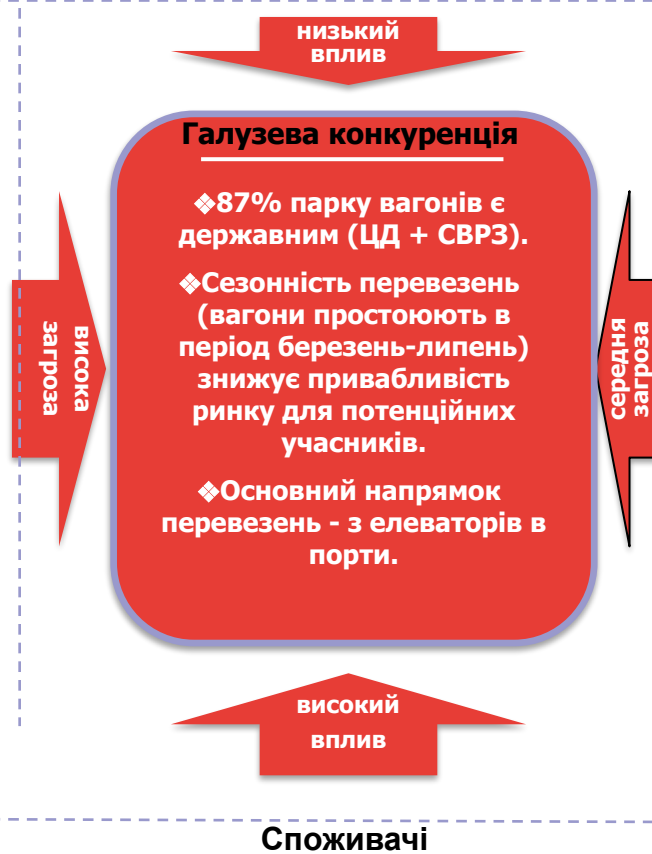 низький
вплив
Галузева конкуренція
❖87% парку вагонів є
державним (ЦД + СВРЗ).
❖Сезонність перевезень
(вагони простоюють в
період березень-липень)
знижує привабливість
ринку для потенційних
учасників.
❖Основний напрямок
перевезень - з елеваторів в
порти.
висока
загроза
середня
загроза
високий
вплив
Споживачі